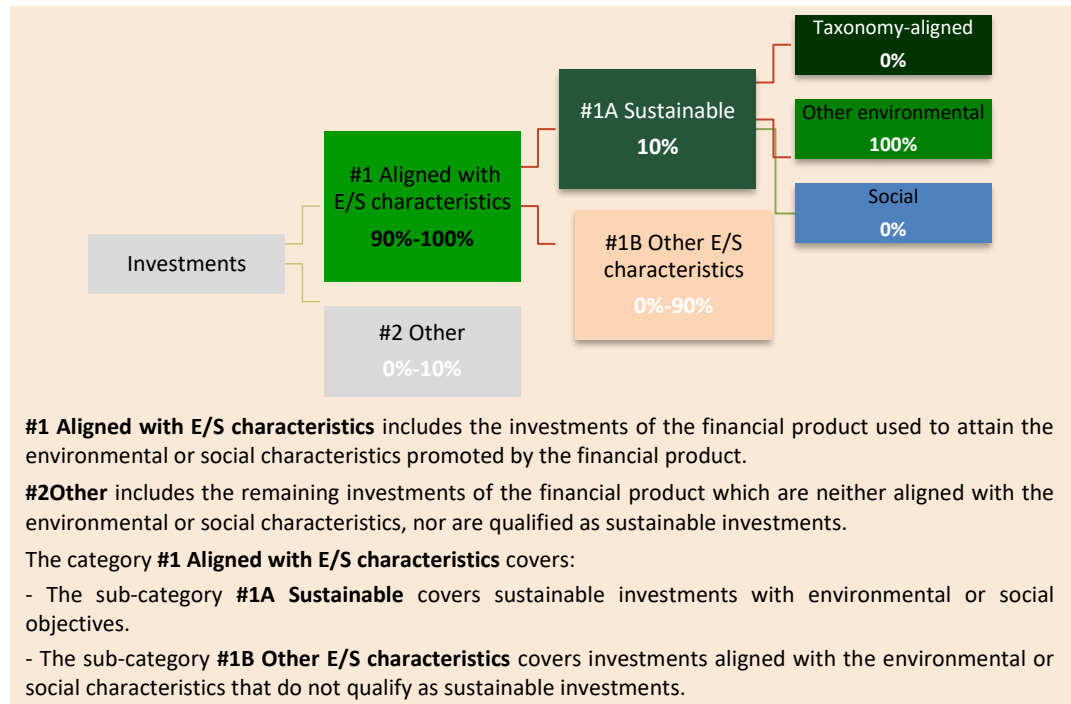 Taxonomy-aligned
0%
#1A Sustainable
10%
Other environmental
100%
#1 Aligned with
E/S characteristics
90%-100%
Social
0%
#1B Other E/S
characteristics
0%-90%
Investments
#2 Other
0%-10%
#1 Aligned with E/S characteristics includes the investments of the financial product used to attain the
environmental or social characteristics promoted by the financial product.
#2Other includes the remaining investments of the financial product which are neither aligned with the
environmental or social characteristics, nor are qualified as sustainable investments.
The category #1 Aligned with E/S characteristics covers:
- The sub-category #1A Sustainable covers sustainable investments with environmental or social
objectives.
- The sub-category #1B Other E/S characteristics covers investments aligned with the environmental or
social characteristics that do not qualify as sustainable investments.